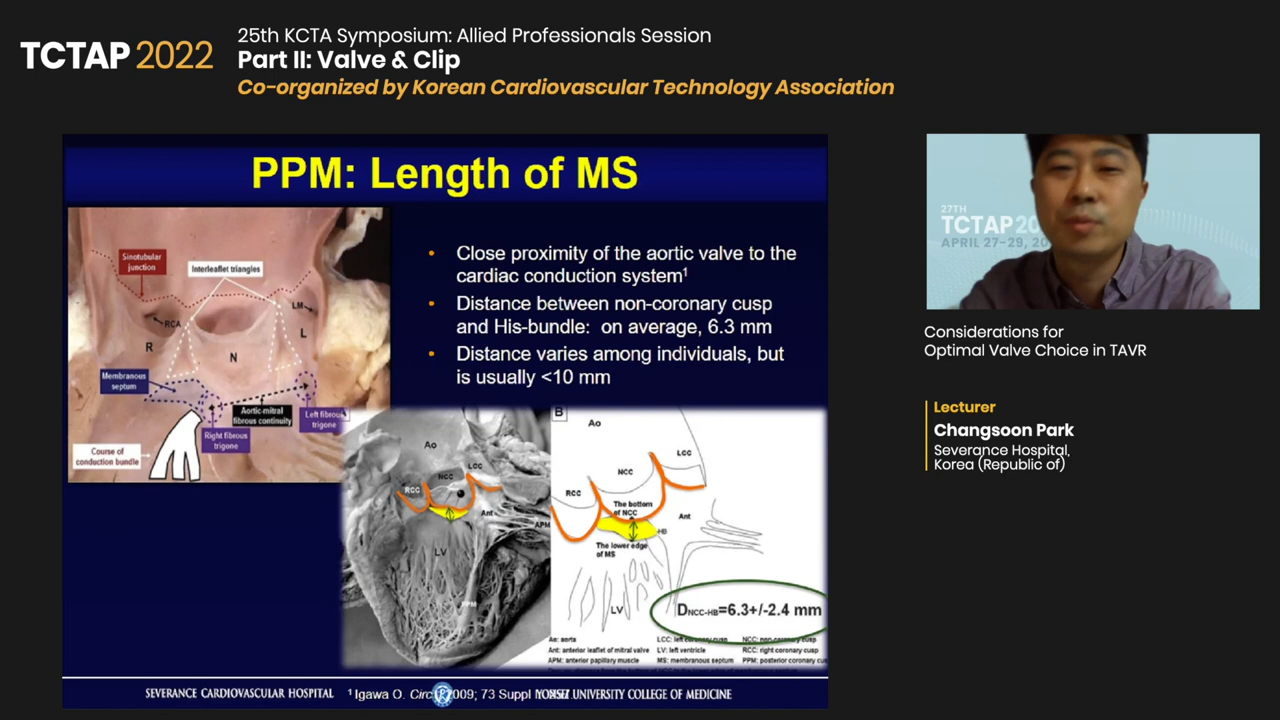 TCTAP 2022
25th KCTA Symposium: Allied Professionals Session
Part II: Valve & Clip
Co-organized by Korean Cardiovascular Technology Association
PPM: Length of MS
Sinotubular
junction
Interleaflet triangles
LM
RCA
R
N
L
Membranous
septum
Aortic-mitral
fibrous continuity
Left fibrous
trigone
Right fibrous
trigone
Course of
conduction bundle
• Close proximity of the aortic valve to the
cardiac conduction system¹
• Distance between non-coronary cusp
and His-bundle: on average, 6.3 mm
• Distance varies among individuals, but
is usually <10 mm
Ao
LCC
NCC
RCC
Ant
APM
LV
PPM
B
Ao
LCC
NCC
RCC
The bottom
of NCC
Ant
HB
The lower edge
of MS
LV
DNCC-HB=6.3+/-2.4 mm
Ao: aorta
LCC: left coronary cusp
NCC: non-coronary cusp
Ant: anterior leaflet of mitral valve
LV: left ventricle
RCC: right coronary cusp
APM: anterior papillary muscle
MS: membranous septum
PPM: posterior coronary
SEVERANCE CARDIOVASCULAR HOSPITAL
¹ Igawa O. 2009; 73 Suppl
YONSEI UNIVERSITY COLLEGE OF MEDICINE
27TH
TCTAP 20
APRIL 27-29, 20
Considerations for
Optimal Valve Choice in TAVR
Lecturer
Changsoon Park
Severance Hospital,
Korea (Republic of)